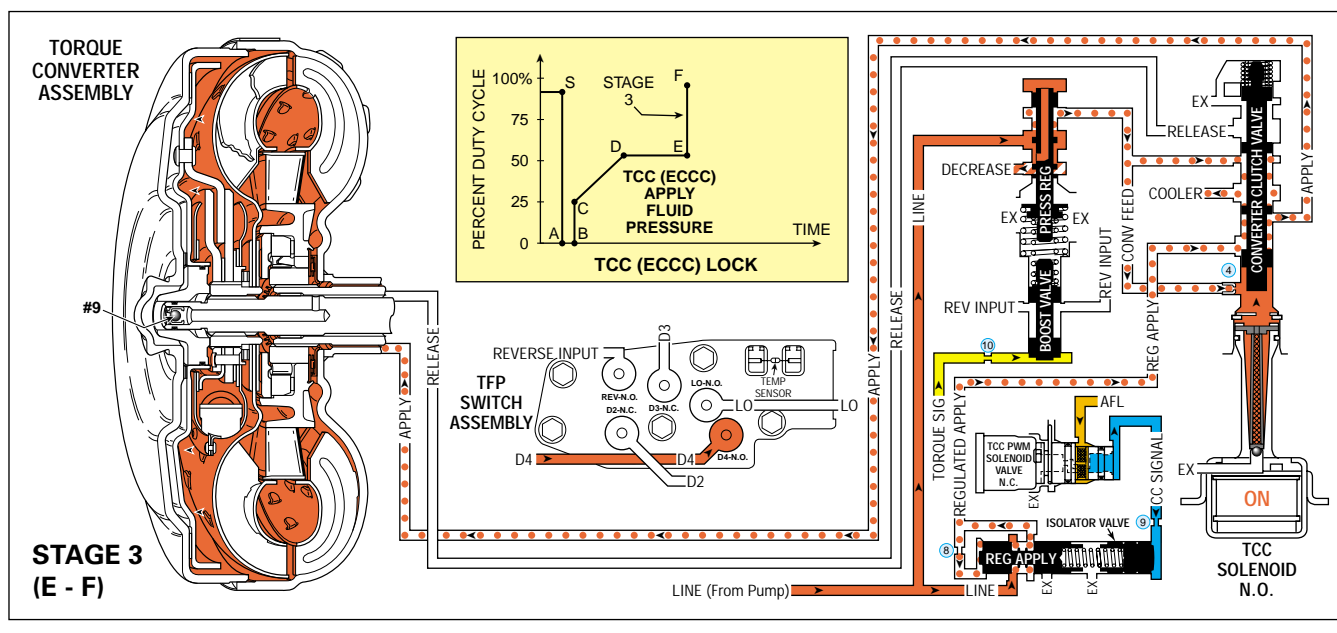 TORQUE
CONVERTER
ASSEMBLY
#9
STAGE 3
(E - F)
PERCENT DUTY CYCLE
100%
75
50
25
0
S
A
B
C
D
E
F
STAGE
3
TCC (ECCC)
APPLY
FLUID
PRESSURE
TIME
TCC (ECCC) LOCK
REVERSE INPUT
D3
TFP
SWITCH
ASSEMBLY
REV-N.O.
D2-N.C.
D3-N.C.
LO-N.O.
TEMP
SENSOR
LO
LO
D4
D4
D4-N.O.
D2
APPLY
RELEASE
APPLY
RELEASE
LINE
DECREASE
EX
EX
PRESS REG
BOOST VALVE
REV INPUT
REV INPUT
CONV FEED
REG APPLY
10
TORQUE SIG
REGULATED APPLY
AFL
TCC PWM
SOLENOID
VALVE
N.C.
EX
CC SIGNAL
ISOLATOR VALVE
9
8
REG APPLY
EX
EX
LINE (From Pump)
LINE
EX
RELEASE
COOLER
CONVERTER CLUTCH VALVE
APPLY
4
EX
ON
TCC
SOLENOID
N.O.